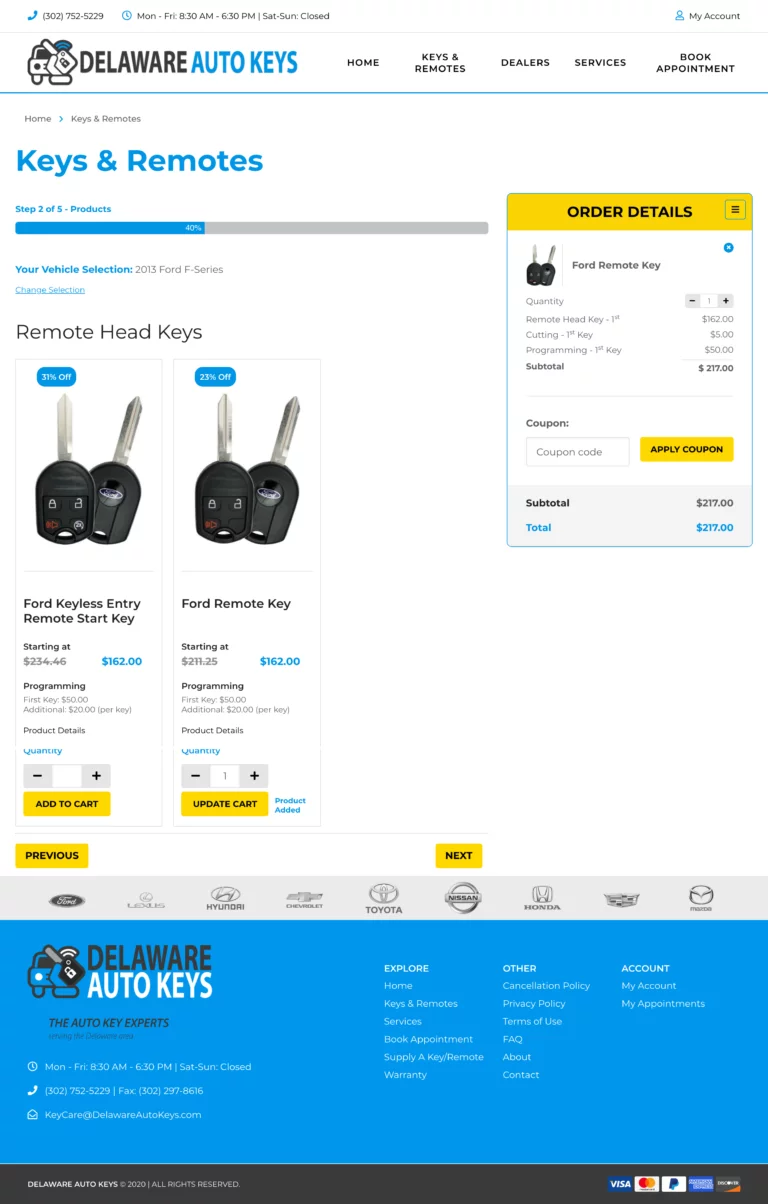 (302) 752-5229
Mon - Fri: 8:30 AM - 6:30 PM | Sat-Sun: Closed
My Account
DELAWARE AUTO KEYS
HOME
KEYS &
REMOTES
DEALERS
SERVICES
BOOK
APPOINTMENT
Home
Keys & Remotes
Keys & Remotes
Step 2 of 5 - Products
40%
Your Vehicle Selection: 2013 Ford F-Series
Change Selection
Remote Head Keys
31% Off
Ford
Ford Keyless Entry
Remote Start Key
Starting at
$234.46 $162.00
Programming
First Key: $50.00
Additional: $20.00 (per key)
Product Details
Quantity
ADD TO CART
23% Off
Ford
Ford Remote Key
Starting at
$211.25 $162.00
Programming
First Key: $50.00
Additional: $20.00 (per key)
Product Details
Quantity
1
UPDATE CART
Product
Added
PREVIOUS
NEXT
ORDER DETAILS
Ford Remote Key
Quantity 1
Remote Head Key - 1st $162.00
Cutting - 1st Key $5.00
Programming - 1st Key $50.00
Subtotal $ 217.00
Coupon:
Coupon code
APPLY COUPON
Subtotal $217.00
Total $217.00
Ford
LEXUS
HYUNDAI
CHEVROLET
TOYOTA
NISSAN
HONDA
mazda
DELAWARE
AUTO KEYS
THE AUTO KEY EXPERTS
serving the Delaware area
Mon - Fri: 8:30 AM - 6:30 PM | Sat-Sun: Closed
(302) 752-5229 | Fax: (302) 297-8616
KeyCare@DelawareAutoKeys.com
EXPLORE
Home
Keys & Remotes
Services
Book Appointment
Supply A Key/Remote
Warranty
OTHER
Cancellation Policy
Privacy Policy
Terms of Use
FAQ
About
Contact
ACCOUNT
My Account
My Appointments
DELAWARE AUTO KEYS © 2020 | ALL RIGHTS RESERVED.
VISA
DISCOVER